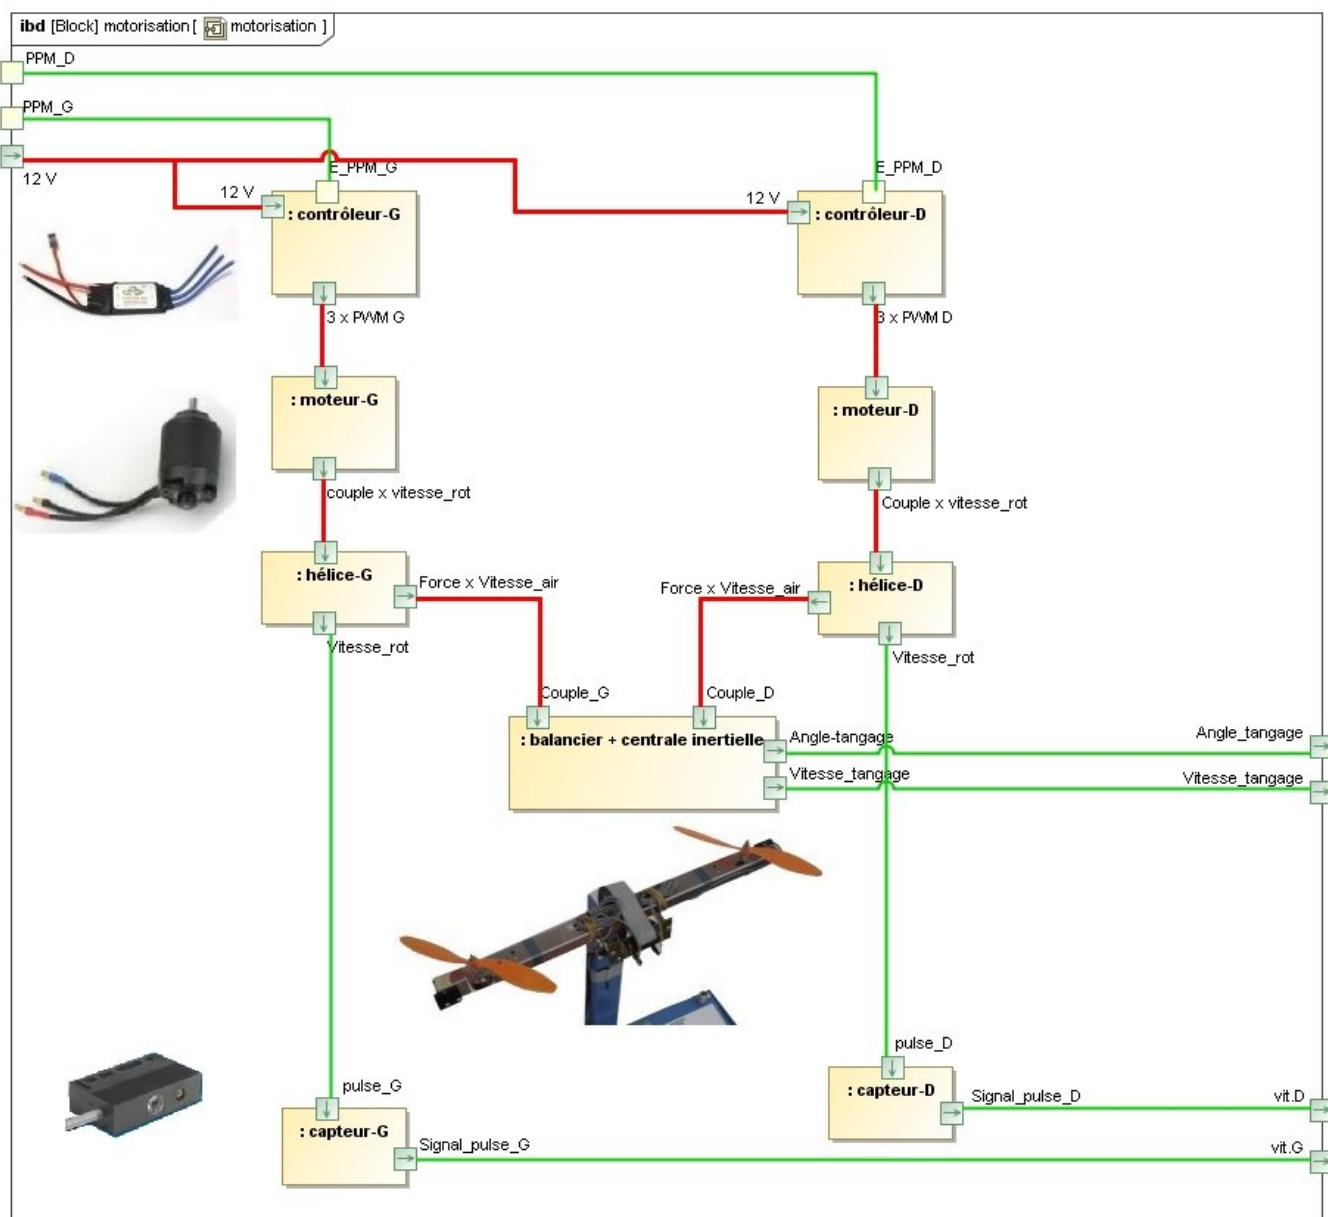 ibd [Block] motorisation [ motorisation ]
PPM_D
PPM_G
12 V
E_PPM_G
E_PPM_D
12 V
12 V
: contrôleur-G
: contrôleur-D
3 x PWM G
3 x PWM D
: moteur-G
: moteur-D
couple x vitesse_rot
Couple x vitesse_rot
: hélice-G
: hélice-D
Force x Vitesse_air
Force x Vitesse_air
Vitesse_rot
Vitesse_rot
Couple_G
Couple_D
: balancier + centrale inertielle
Angle-tangage
Angle_tangage
Vitesse_tangage
Vitesse_tangage
pulse_D
: capteur-D
Signal_pulse_D
vit.D
pulse_G
: capteur-G
Signal_pulse_G
vit.G